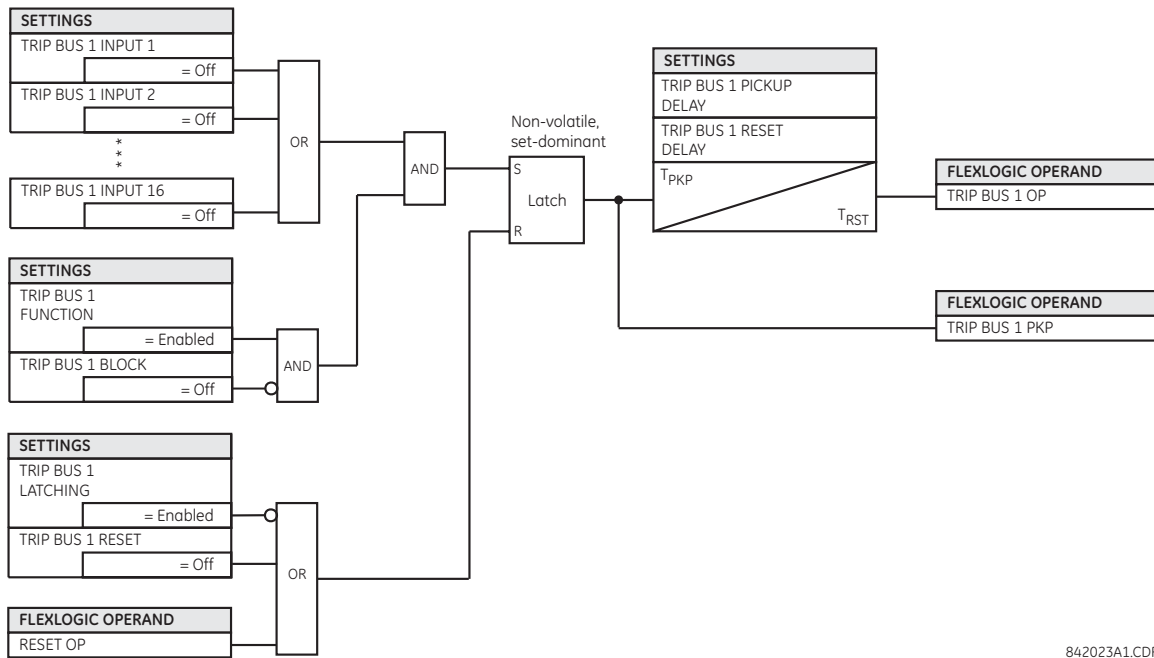 SETTINGS
TRIP BUS 1 INPUT 1
= Off
TRIP BUS 1 INPUT 2
= Off
***
TRIP BUS 1 INPUT 16
= Off
OR
AND
SETTINGS
TRIP BUS 1
FUNCTION
= Enabled
TRIP BUS 1 BLOCK
= Off
AND
SETTINGS
TRIP BUS 1
LATCHING
= Enabled
TRIP BUS 1 RESET
= Off
OR
FLEXLOGIC OPERAND
RESET OP
Non-volatile,
set-dominant
S
Latch
R
SETTINGS
TRIP BUS 1 PICKUP
DELAY
TRIP BUS 1 RESET
DELAY
TPKP
TRST
FLEXLOGIC OPERAND
TRIP BUS 1 OP
FLEXLOGIC OPERAND
TRIP BUS 1 PKP
842023A1.CDR